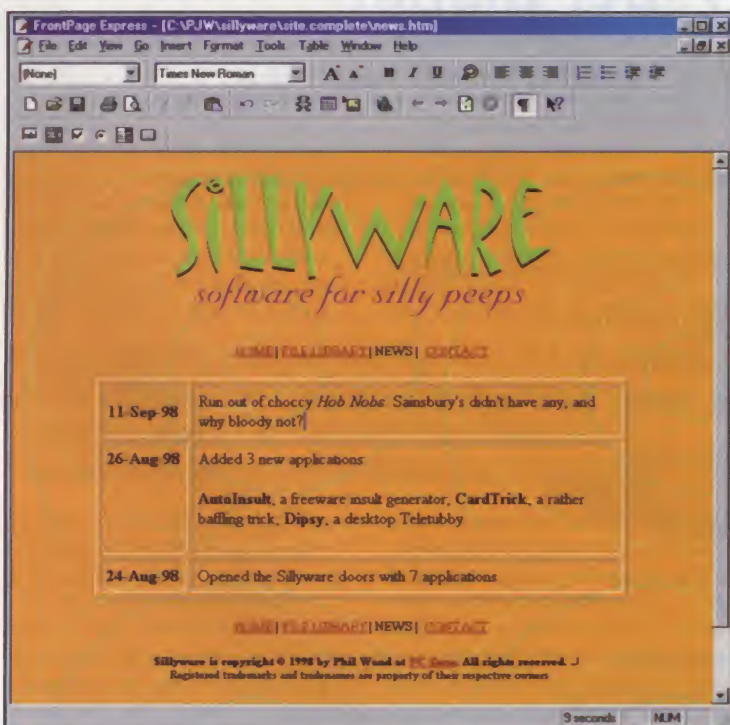 FrontPage Express - [C:\PJW\sillyware\site.complete\news.htm]
File Edit View Go Insert Format Tools Table Window Help
(None) Times New Roman
SiLLYWARE
software for silly peeps
HOME | FILE LIBRARY | NEWS | CONTACT
11-Sep-98 Run out of choccy Hob Nobs. Sainsbury's didn't have any, and
why bloody not?
26-Aug-98 Added 3 new applications
AutoInsult, a freeware insult generator, CardTrick, a rather
baffling trick, Dipsy, a desktop Teletubby
24-Aug-98 Opened the Sillyware doors with 7 applications
HOME | FILE LIBRARY | NEWS | CONTACT
Sillyware is copyright © 1998 by Phil Wand at PC Zone. All rights reserved.
Registered trademarks and tradenames are property of their respective owners
9 seconds NUM